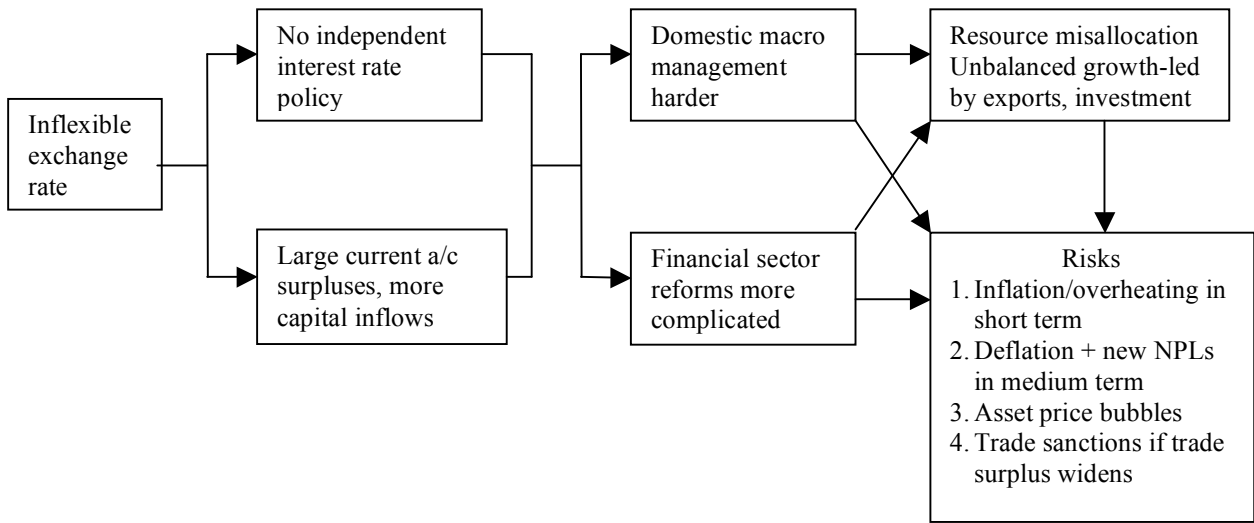 Inflexible
exchange
rate
No independent
interest rate
policy
Large current a/c
surpluses, more
capital inflows
Domestic macro
management
harder
Financial sector
reforms more
complicated
Resource misallocation
Unbalanced growth-led
by exports, investment
Risks
1. Inflation/overheating in
short term
2. Deflation + new NPLs
in medium term
3. Asset price bubbles
4. Trade sanctions if trade
surplus widens